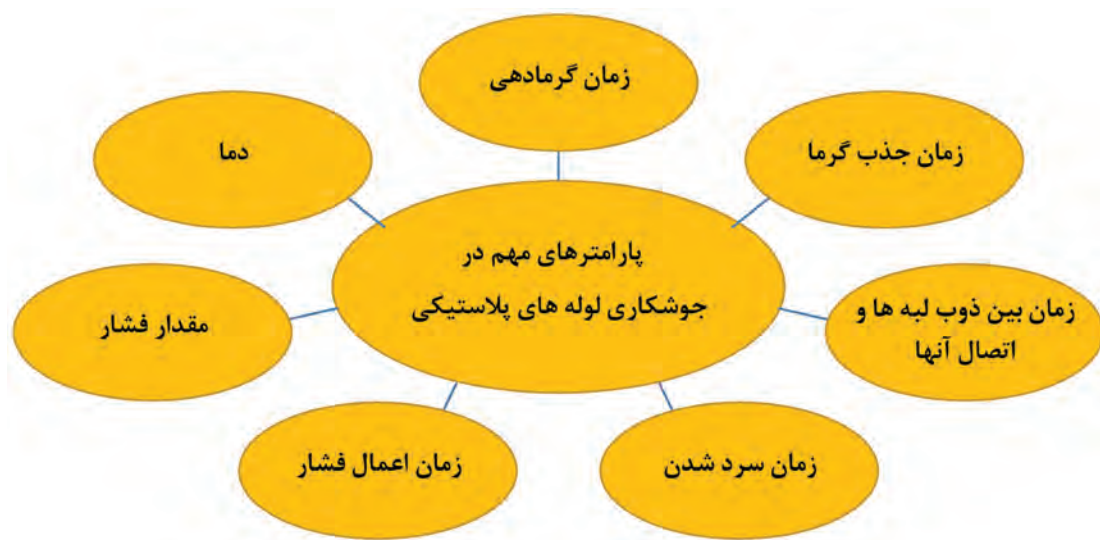 زمان گرمادهی
زمان جذب گرما
دما
پارامترهای مهم در
جوشکاری لوله های پلاستیکی
زمان بین ذوب لبه ها و
اتصال آنها
مقدار فشار
زمان سرد شدن
زمان اعمال فشار